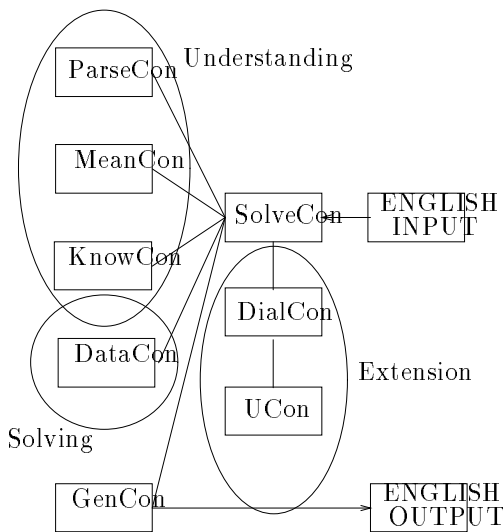 ParseCon
Understanding
MeanCon
SolveCon
ENGLISH
INPUT
KnowCon
DialCon
DataCon
Extension
UCon
Solving
GenCon
ENGLISH
OUTPUT